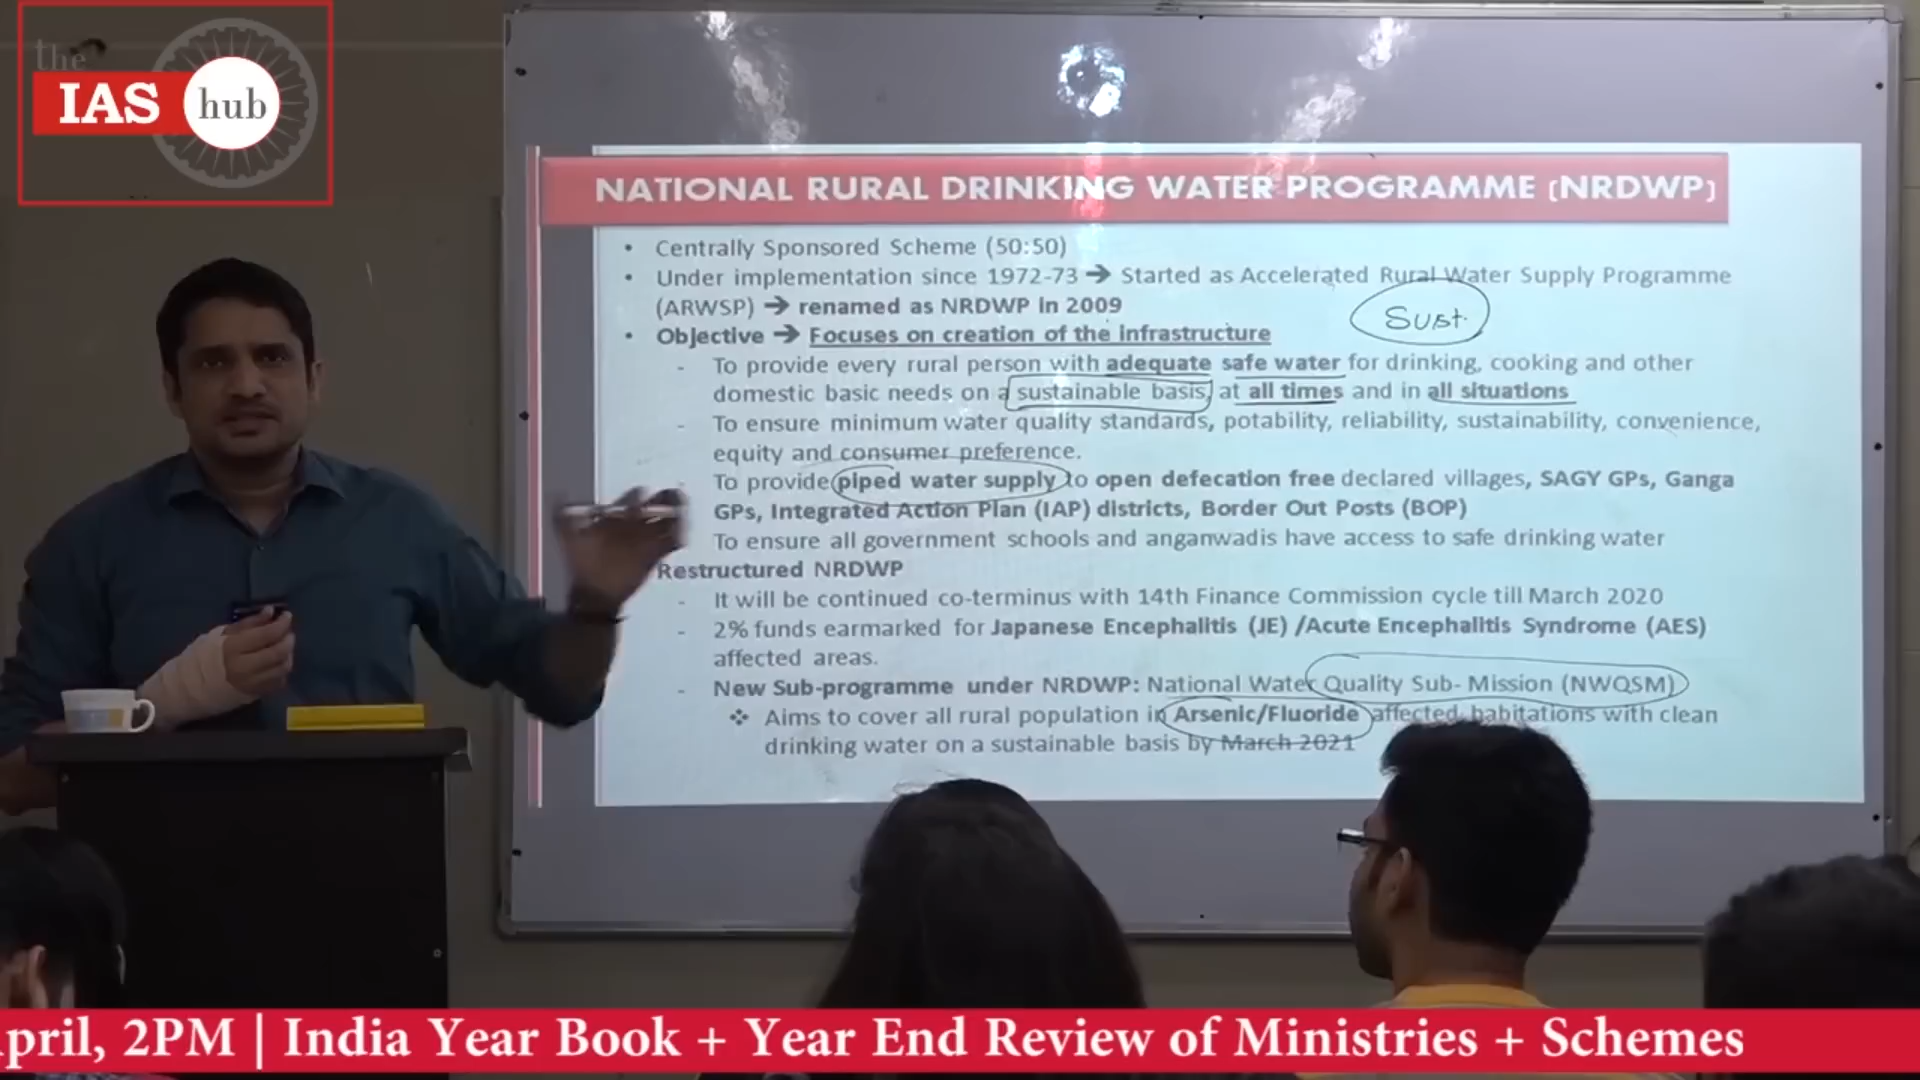 the
IAS hub
NATIONAL RURAL DRINKING WATER PROGRAMME (NRDWP)
• Centrally Sponsored Scheme (50:50)
• Under implementation since 1972-73 ➔ Started as Accelerated Rural Water Supply Programme
(ARWSP) ➔ renamed as NRDWP in 2009
Sust.
• Objective ➔ Focuses on creation of the infrastructure
- To provide every rural person with adequate safe water for drinking, cooking and other
domestic basic needs on a sustainable basis, at all times and in all situations
- To ensure minimum water quality standards, potability, reliability, sustainability, convenience,
equity and consumer preference.
- To provide piped water supply to open defecation free declared villages, SAGY GPs, Ganga
GPs, Integrated Action Plan (IAP) districts, Border Out Posts (BOP)
To ensure all government schools and anganwadis have access to safe drinking water
Restructured NRDWP
- It will be continued co-terminus with 14th Finance Commission cycle till March 2020
- 2% funds earmarked for Japanese Encephalitis (JE) /Acute Encephalitis Syndrome (AES)
affected areas.
- New Sub-programme under NRDWP: National Water Quality Sub- Mission (NWQSM)
❖ Aims to cover all rural population in Arsenic/Fluoride affected habitations with clean
drinking water on a sustainable basis by March 2021
pril, 2PM | India Year Book + Year End Review of Ministries + Schemes